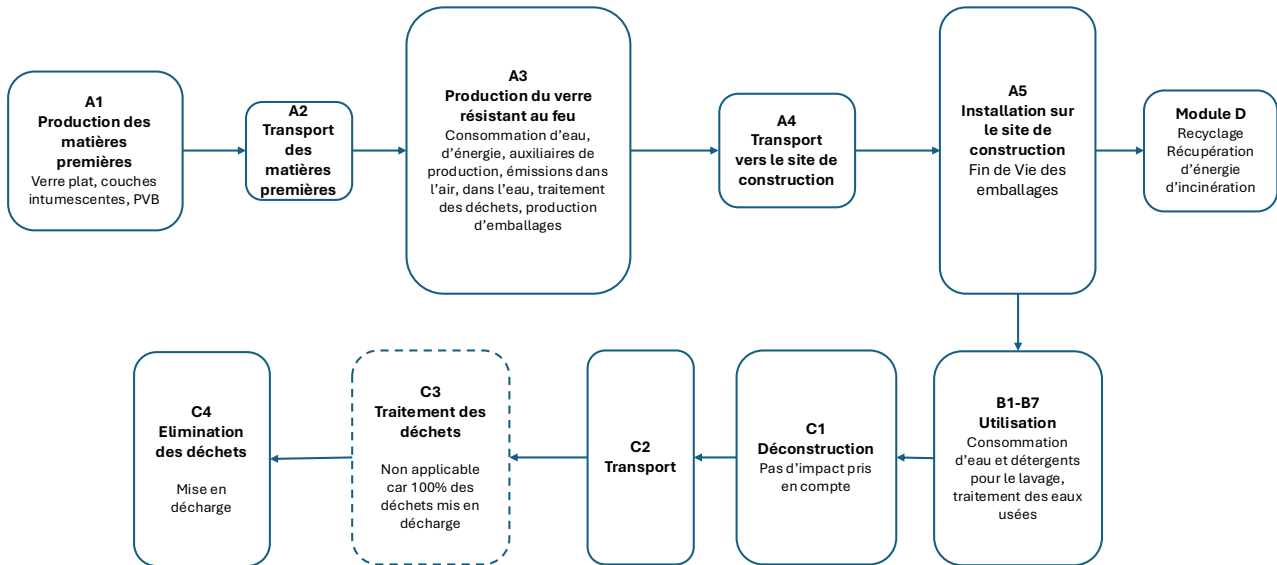 A1
Production des
matières
premières
Verre plat, couches
intumescentes, PVB
A2
Transport
des
matières
premières
A3
Production du verre
résistant au feu
Consommation d'eau,
d'énergie, auxiliaires de
production, émissions dans
l'air, dans l'eau, traitement
des déchets, production
d'emballages
A4
Transport
vers le site de
construction
A5
Installation sur
le site de
construction
Fin de Vie des
emballages
Module D
Recyclage
Récupération
d'énergie
d'incinération
C4
Elimination
des déchets
Mise en
décharge
C3
Traitement des
déchets
Non applicable
car 100% des
déchets mis en
décharge
C2
Transport
C1
Déconstruction
Pas d'impact pris
en compte
B1-B7
Utilisation
Consommation
d'eau et détergents
pour le lavage,
traitement des eaux
usées